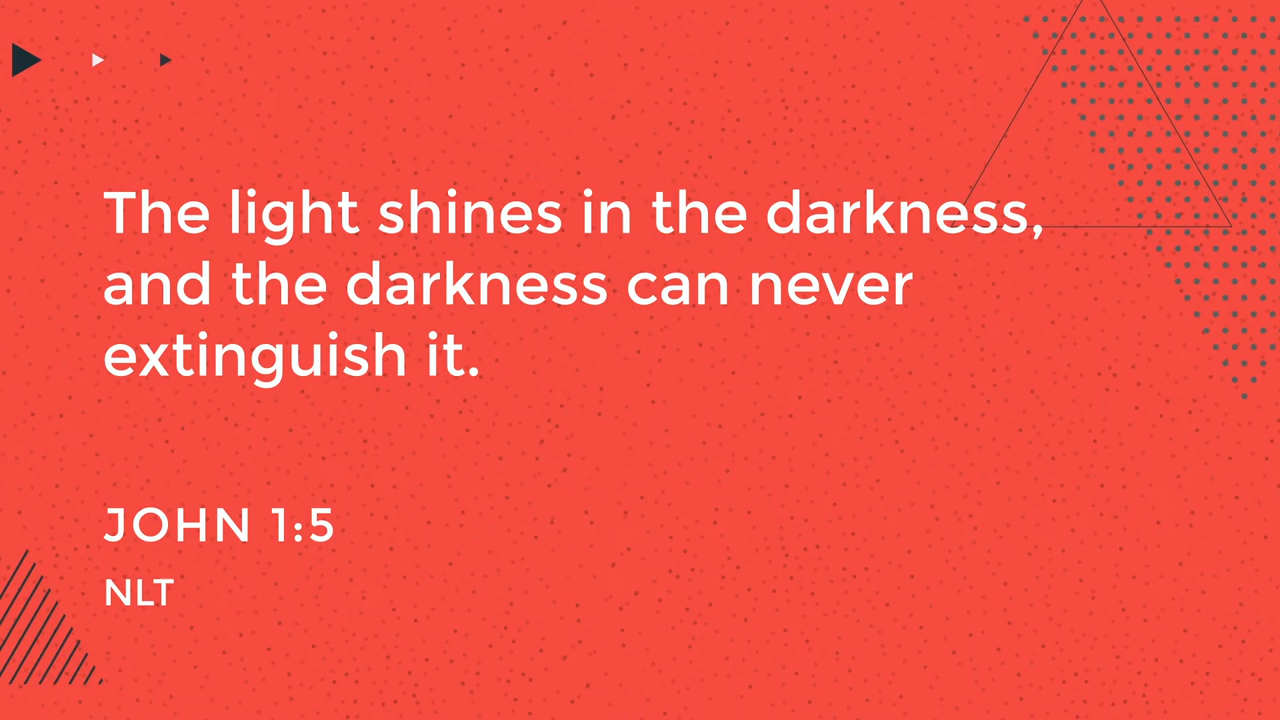 The light shines in the darkness,
and the darkness can never
extinguish it.
JOHN 1:5
NLT